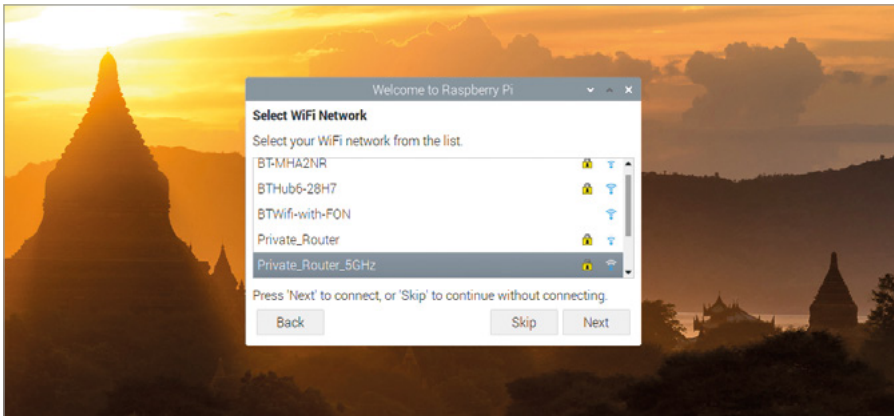 Welcome to Raspberry Pi
Select WiFi Network
Select your WiFi network from the list.
BT-MHA2NR
BTHub6-28H7
BTWifi-with-FON
Private_Router
Private_Router_5GHz
Press 'Next' to connect, or 'Skip' to continue without connecting.
Back Skip Next